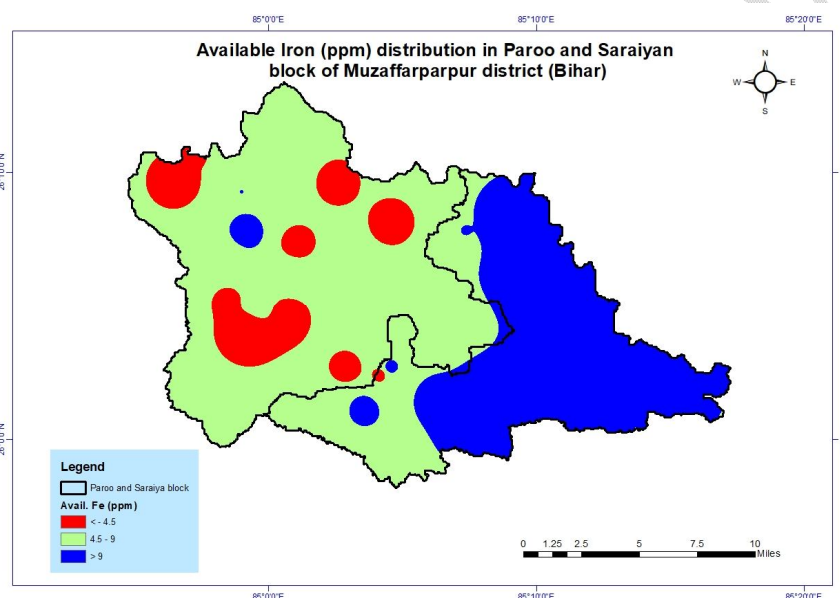 85°0'0"E 85°10'0"E 85°20'0"E
Available Iron (ppm) distribution in Paroo and Saraiyan
block of Muzaffarparpur district (Bihar)
N
W E
S
Legend
Paroo and Saraiya block
Avail. Fe (ppm)
< - 4.5
4.5 - 9
> 9
0 1.25 2.5 5 7.5 10
Miles
85°0'0"E 85°10'0"E 85°20'0"E